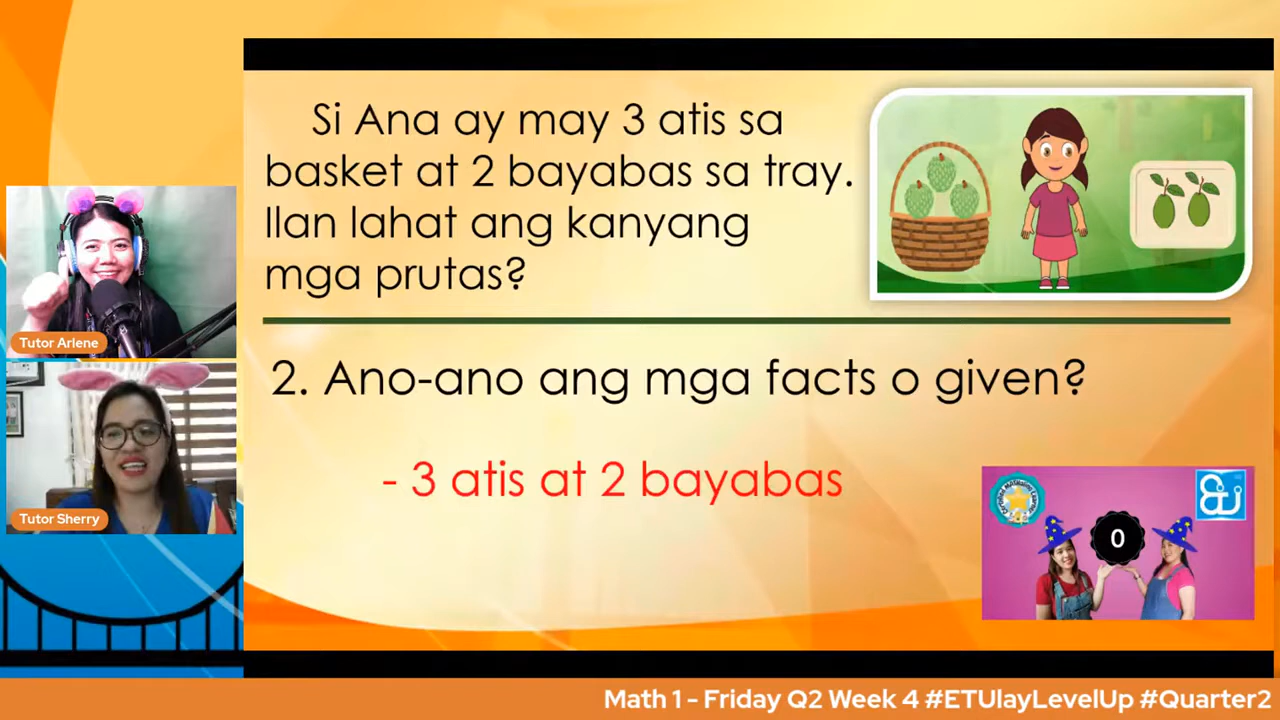 Si Ana ay may 3 atis sa
basket at 2 bayabas sa tray.
Ilan lahat ang kanyang
mga prutas?
2. Ano-ano ang mga facts o given?
- 3 atis at 2 bayabas
Tutor Arlene
Tutor Sherry
0
Math 1 - Friday Q2 Week 4 #ETUlayLevelUp #Quarter2